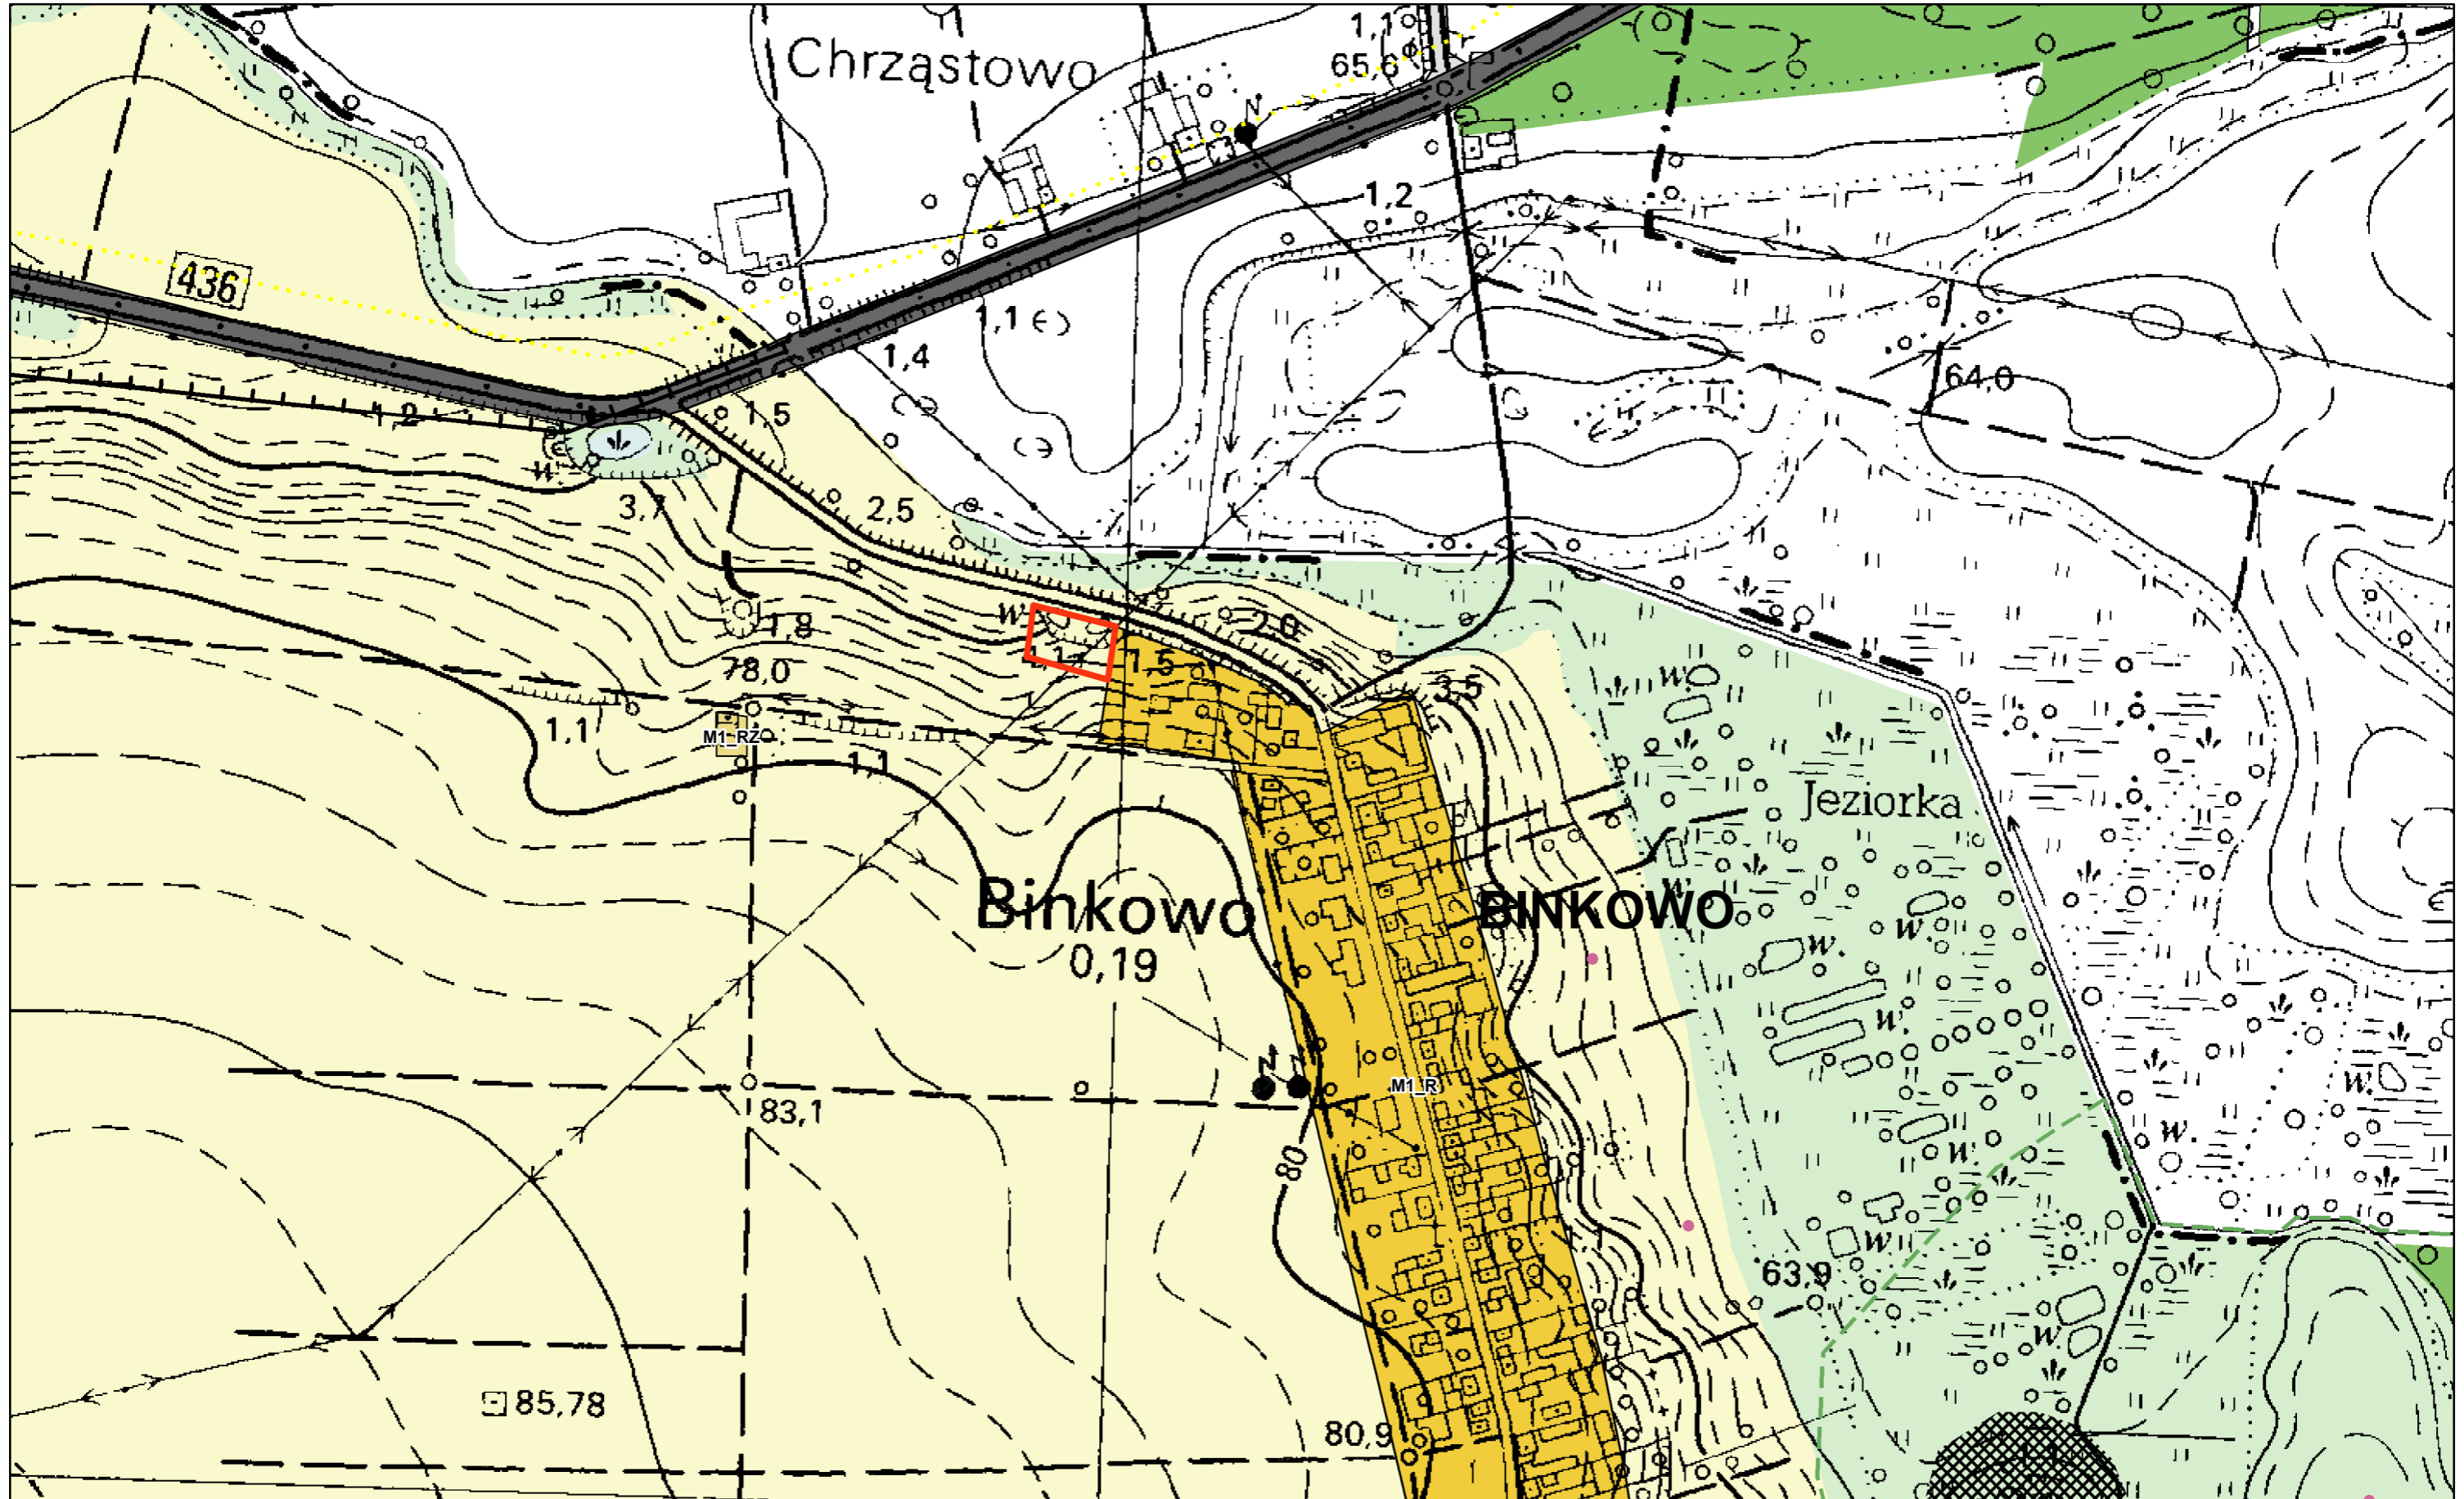 1,1
Chrząstowo
65,6
N
1,2
436
1,1
1,4
64,0
1,2
1,5
w.
3,7
2,5
w.
1,8
2,0
1,1
1,5
78,0
w.
3,5
M1_RZ
1,1
1,1
Jeziorka
Binkowo
BINKOWO
0,19
w.
w.
w.
N
N
M1_R
83,1
w.
w.
w.
80
w.
63,9
w.
85,78
80,9